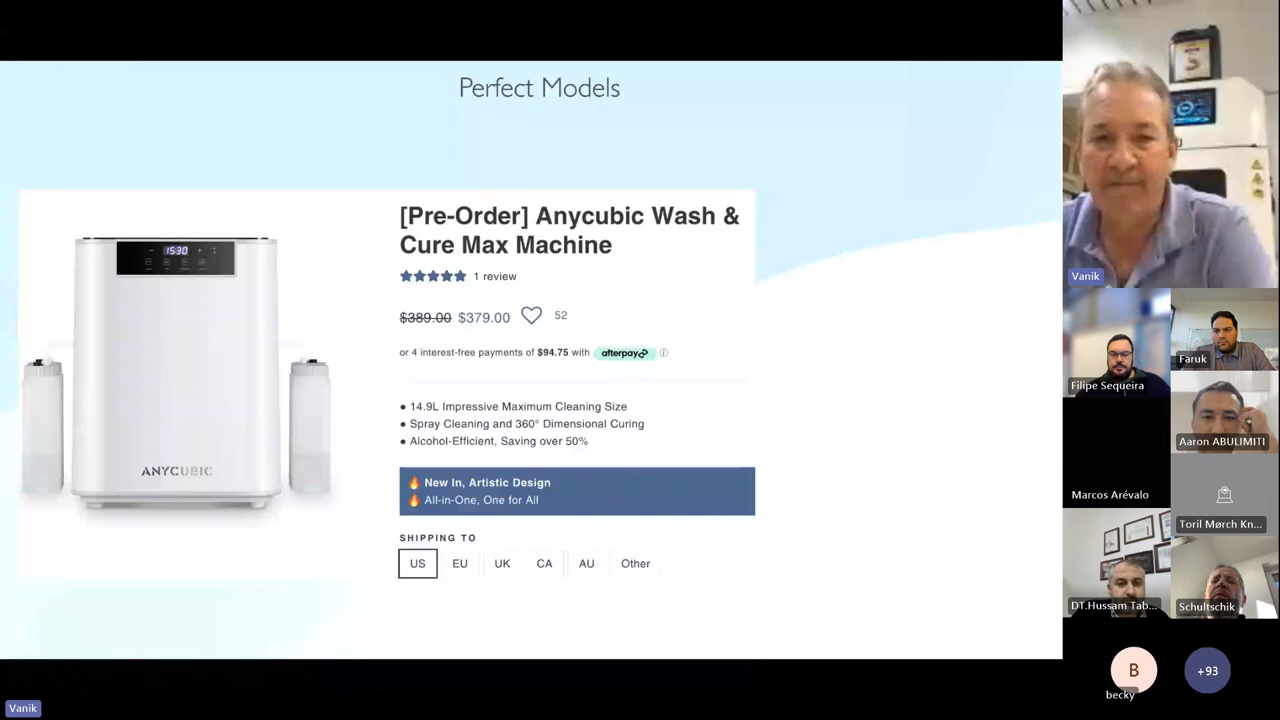 Perfect Models
[Pre-Order] Anycubic Wash &
Cure Max Machine
1 review
$389.00 $379.00 52
or 4 interest-free payments of $94.75 with afterpay
● 14.9L Impressive Maximum Cleaning Size
● Spray Cleaning and 360° Dimensional Curing
● Alcohol-Efficient, Saving over 50%
🔥 New In, Artistic Design
🔥 All-in-One, One for All
SHIPPING TO
US EU UK CA AU Other
15:30
ANYCUBIC
Vanik
Filipe Sequeira
Faruk
Aaron ABULIMITI
Marcos Arévalo
Toril Mørch Kn...
DT.Hussam Tab...
Schultschik
B
becky
+93
Vanik